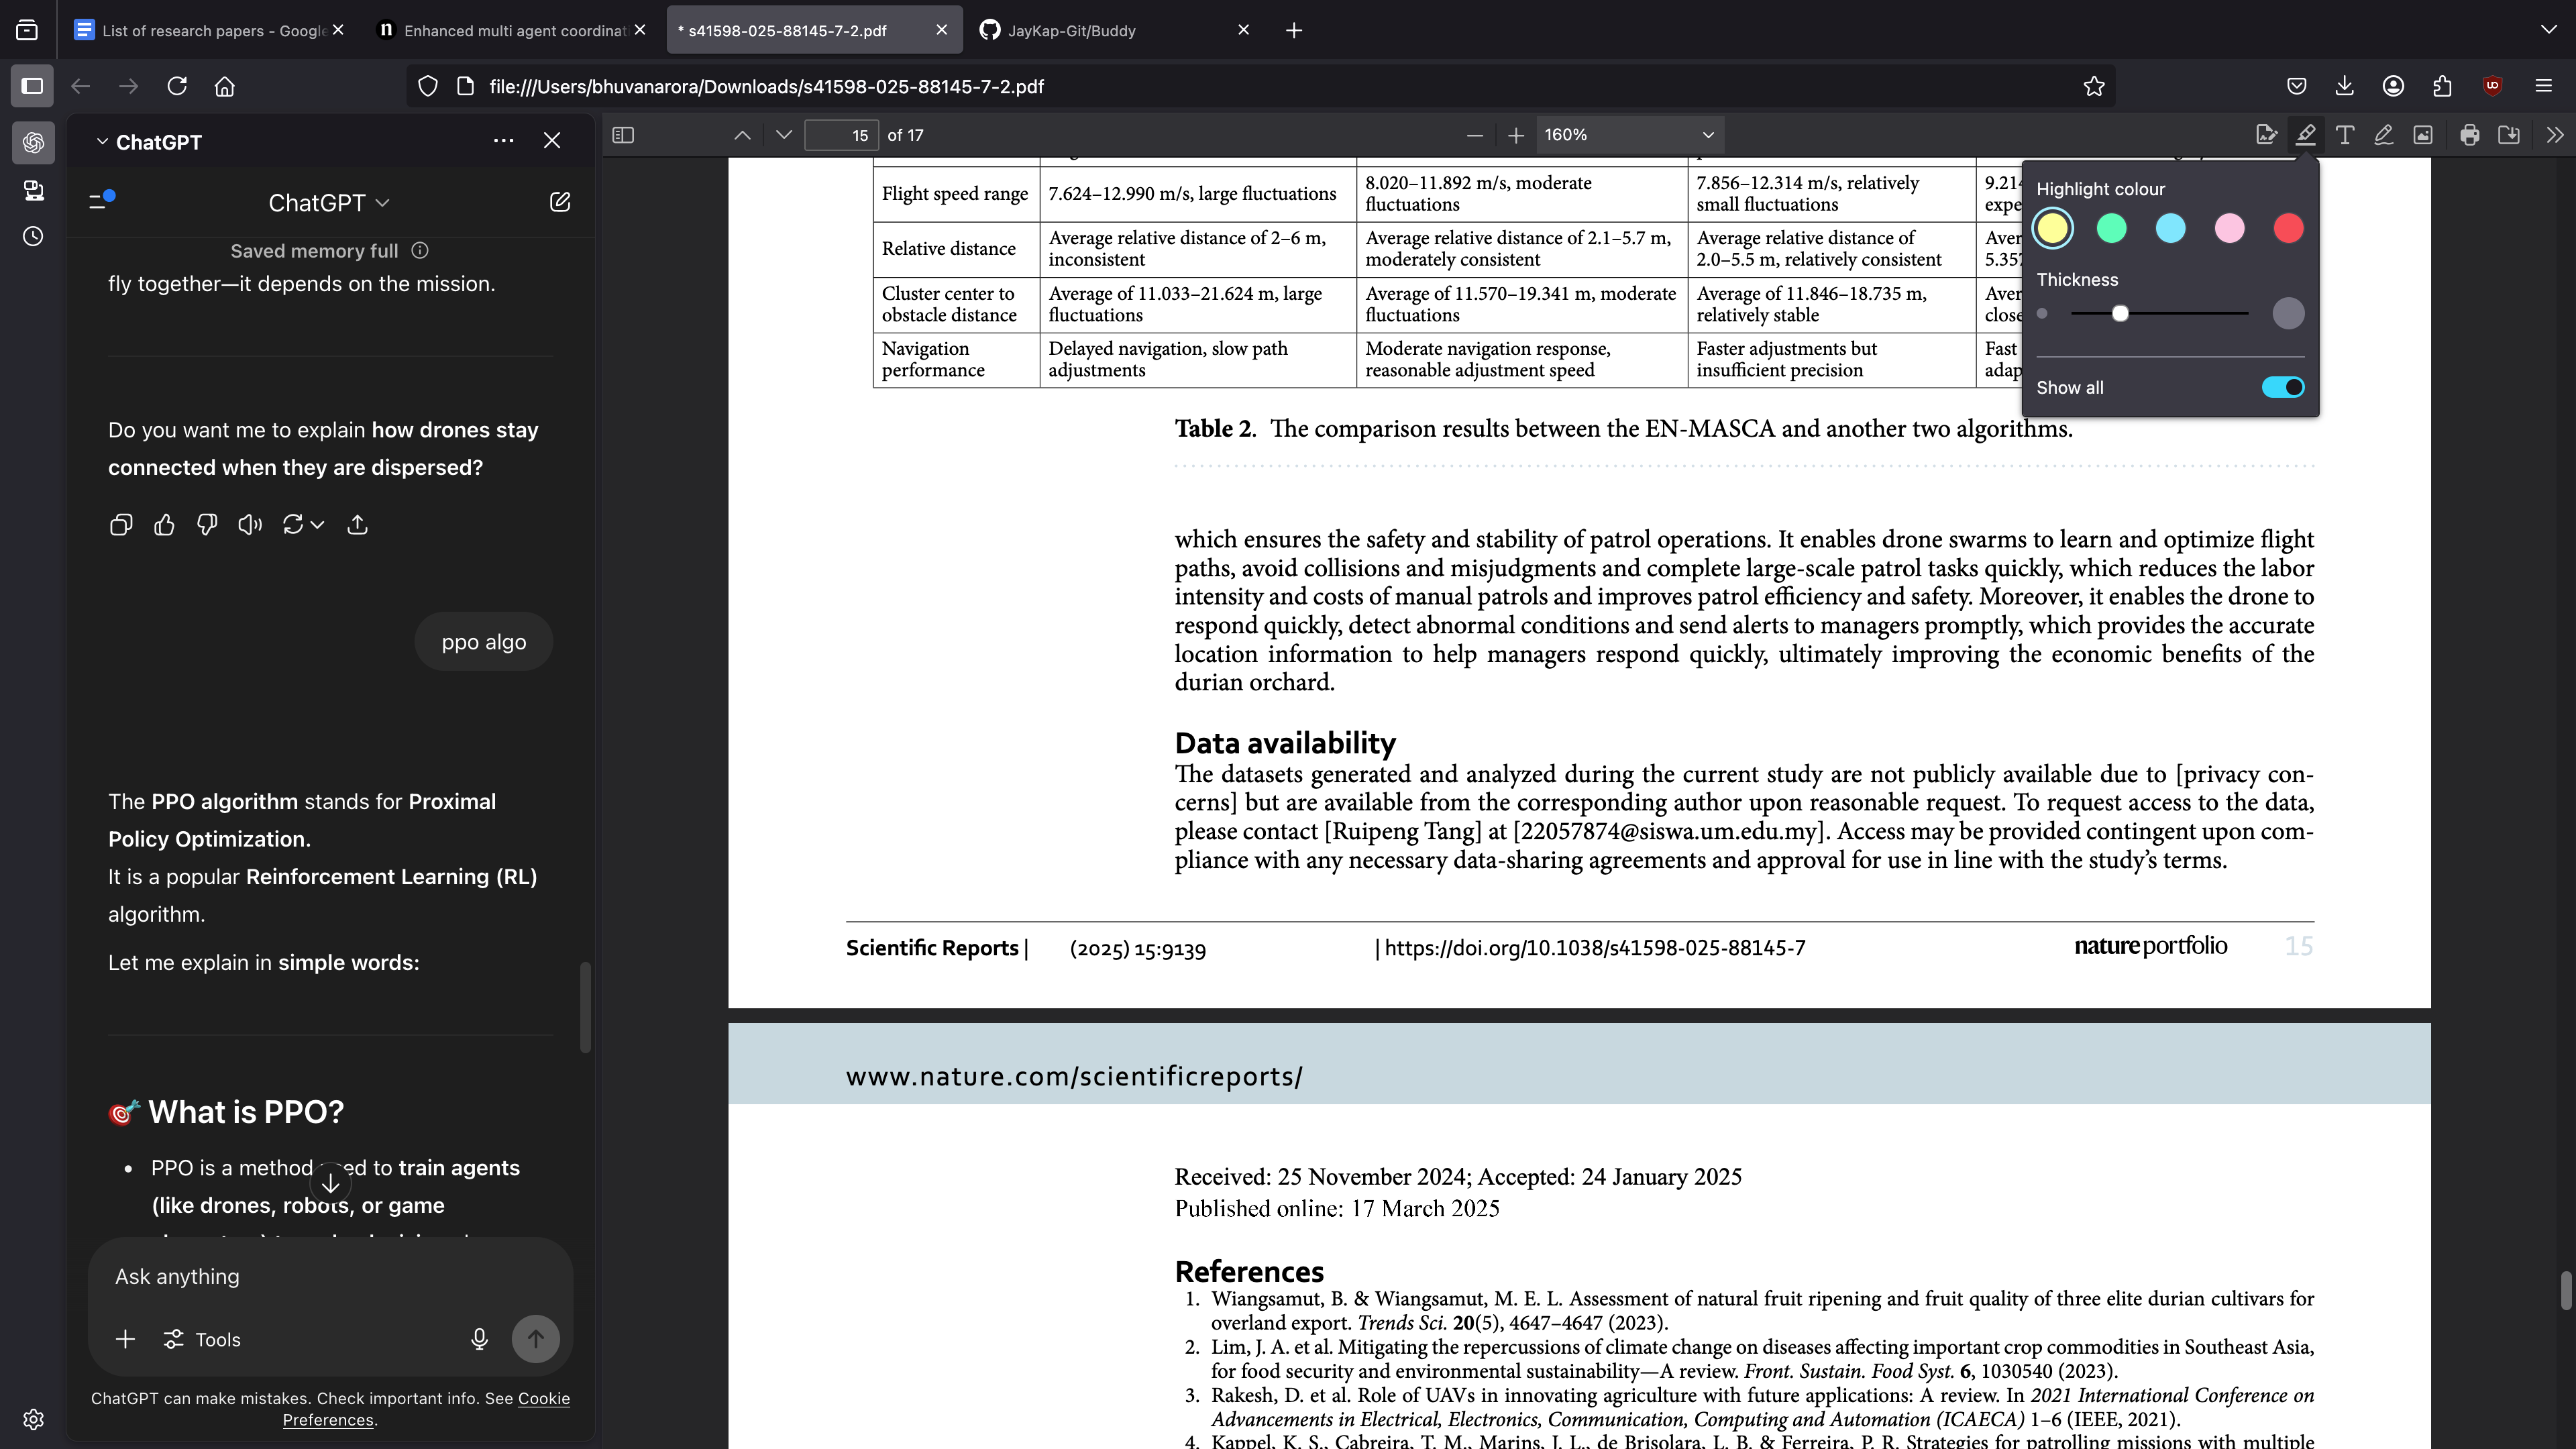 List of research papers - Google
Enhanced multi agent coordinat
* s41598-025-88145-7-2.pdf
JayKap-Git/Buddy
file:///Users/bhuvanarora/Downloads/s41598-025-88145-7-2.pdf
ChatGPT
ChatGPT
Saved memory full
fly together—it depends on the mission.
Do you want me to explain how drones stay
connected when they are dispersed?
ppo algo
The PPO algorithm stands for Proximal
Policy Optimization.
It is a popular Reinforcement Learning (RL)
algorithm.
Let me explain in simple words:
🎯 What is PPO?
• PPO is a method to train agents
(like drones, robots, or game
Ask anything
Tools
ChatGPT can make mistakes. Check important info. See Cookie
Preferences.
15 of 17
160%
Highlight colour
Thickness
Show all
Flight speed range
7.624–12.990 m/s, large fluctuations
8.020–11.892 m/s, moderate
fluctuations
7.856–12.314 m/s, relatively
small fluctuations
Relative distance
Average relative distance of 2–6 m,
inconsistent
Average relative distance of 2.1–5.7 m,
moderately consistent
Average relative distance of
2.0–5.5 m, relatively consistent
Cluster center to
obstacle distance
Average of 11.033–21.624 m, large
fluctuations
Average of 11.570–19.341 m, moderate
fluctuations
Average of 11.846–18.735 m,
relatively stable
Navigation
performance
Delayed navigation, slow path
adjustments
Moderate navigation response,
reasonable adjustment speed
Faster adjustments but
insufficient precision
Fast
Table 2. The comparison results between the EN-MASCA and another two algorithms.
which ensures the safety and stability of patrol operations. It enables drone swarms to learn and optimize flight
paths, avoid collisions and misjudgments and complete large-scale patrol tasks quickly, which reduces the labor
intensity and costs of manual patrols and improves patrol efficiency and safety. Moreover, it enables the drone to
respond quickly, detect abnormal conditions and send alerts to managers promptly, which provides the accurate
location information to help managers respond quickly, ultimately improving the economic benefits of the
durian orchard.
Data availability
The datasets generated and analyzed during the current study are not publicly available due to [privacy con-
cerns] but are available from the corresponding author upon reasonable request. To request access to the data,
please contact [Ruipeng Tang] at [22057874@siswa.um.edu.my]. Access may be provided contingent upon com-
pliance with any necessary data-sharing agreements and approval for use in line with the study's terms.
Scientific Reports | (2025) 15:9139 | https://doi.org/10.1038/s41598-025-88145-7 nature portfolio 15
www.nature.com/scientificreports/
Received: 25 November 2024; Accepted: 24 January 2025
Published online: 17 March 2025
References
1. Wiangsamut, B. & Wiangsamut, M. E. L. Assessment of natural fruit ripening and fruit quality of three elite durian cultivars for
overland export. Trends Sci. 20(5), 4647–4647 (2023).
2. Lim, J. A. et al. Mitigating the repercussions of climate change on diseases affecting important crop commodities in Southeast Asia,
for food security and environmental sustainability—A review. Front. Sustain. Food Syst. 6, 1030540 (2023).
3. Rakesh, D. et al. Role of UAVs in innovating agriculture with future applications: A review. In 2021 International Conference on
Advancements in Electrical, Electronics, Communication, Computing and Automation (ICAECA) 1–6 (IEEE, 2021).
4. Kappel, K. S., Cabreira, T. M., Marins, J. L., de Brisolara, L. B. & Ferreira, P. R. Strategies for patrolling missions with multiple